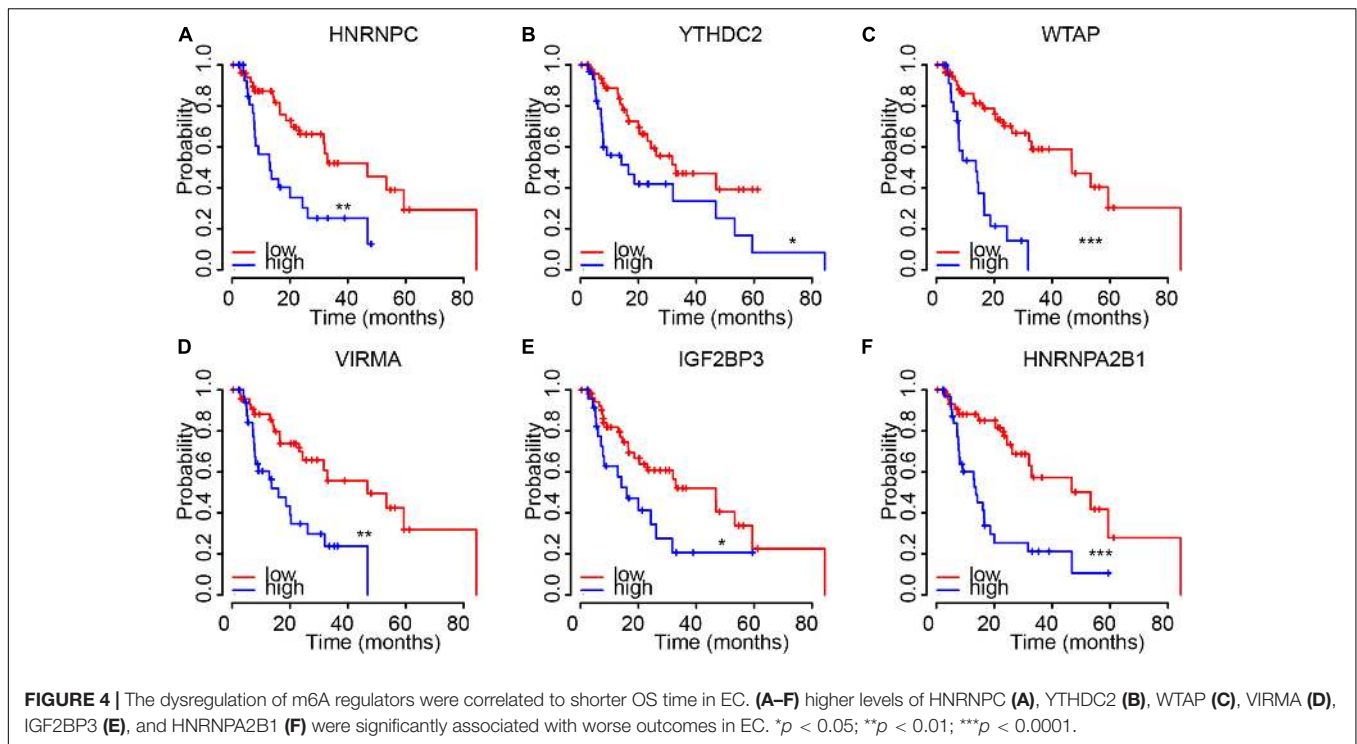 A HNRNPC
B YTHDC2
C WTAP
Probability
0.0 0.2 0.4 0.6 0.8 1.0
low
high
**
0 20 40 60 80
Time (months)
Probability
0.0 0.2 0.4 0.6 0.8 1.0
low
high
*
0 20 40 60 80
Time (months)
Probability
0.0 0.2 0.4 0.6 0.8 1.0
low
high
***
0 20 40 60 80
Time (months)
D VIRMA
E IGF2BP3
F HNRNPA2B1
Probability
0.0 0.2 0.4 0.6 0.8 1.0
low
high
**
0 20 40 60 80
Time (months)
Probability
0.0 0.2 0.4 0.6 0.8 1.0
low
high
*
0 20 40 60 80
Time (months)
Probability
0.0 0.2 0.4 0.6 0.8 1.0
low
high
***
0 20 40 60 80
Time (months)
FIGURE 4 | The dysregulation of m6A regulators were correlated to shorter OS time in EC. (A–F) higher levels of HNRNPC (A), YTHDC2 (B), WTAP (C), VIRMA (D),
IGF2BP3 (E), and HNRNPA2B1 (F) were significantly associated with worse outcomes in EC. *p < 0.05; **p < 0.01; ***p < 0.0001.